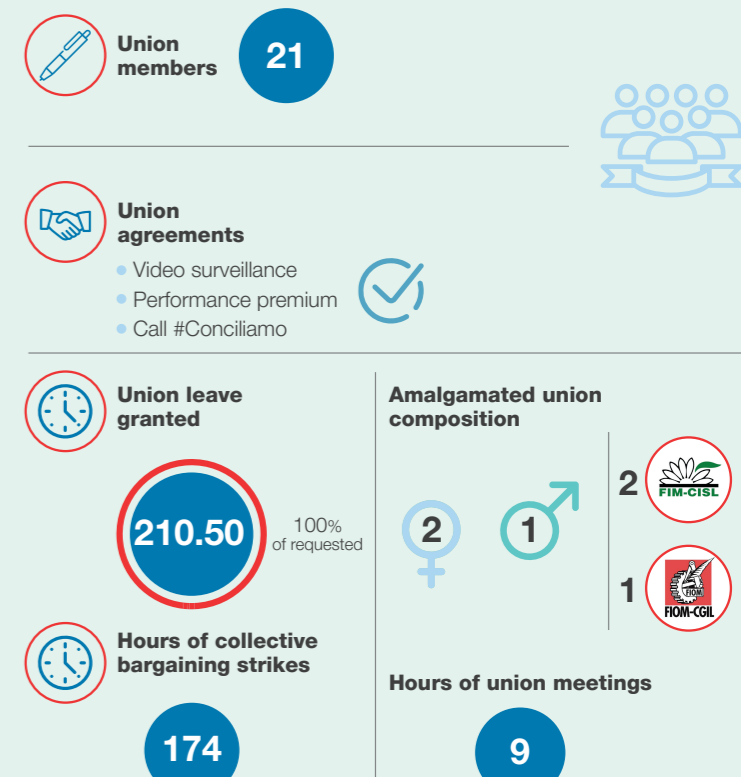 Union
members
21
Union
agreements
Video surveillance
Performance premium
Call #Conciliamo
Union leave
granted
210.50
100%
of requested
Hours of collective
bargaining strikes
174
Amalgamated union
composition
2
1
2
FIM-CISL
1
FIOM
FIOM-CGIL
Hours of union meetings
9